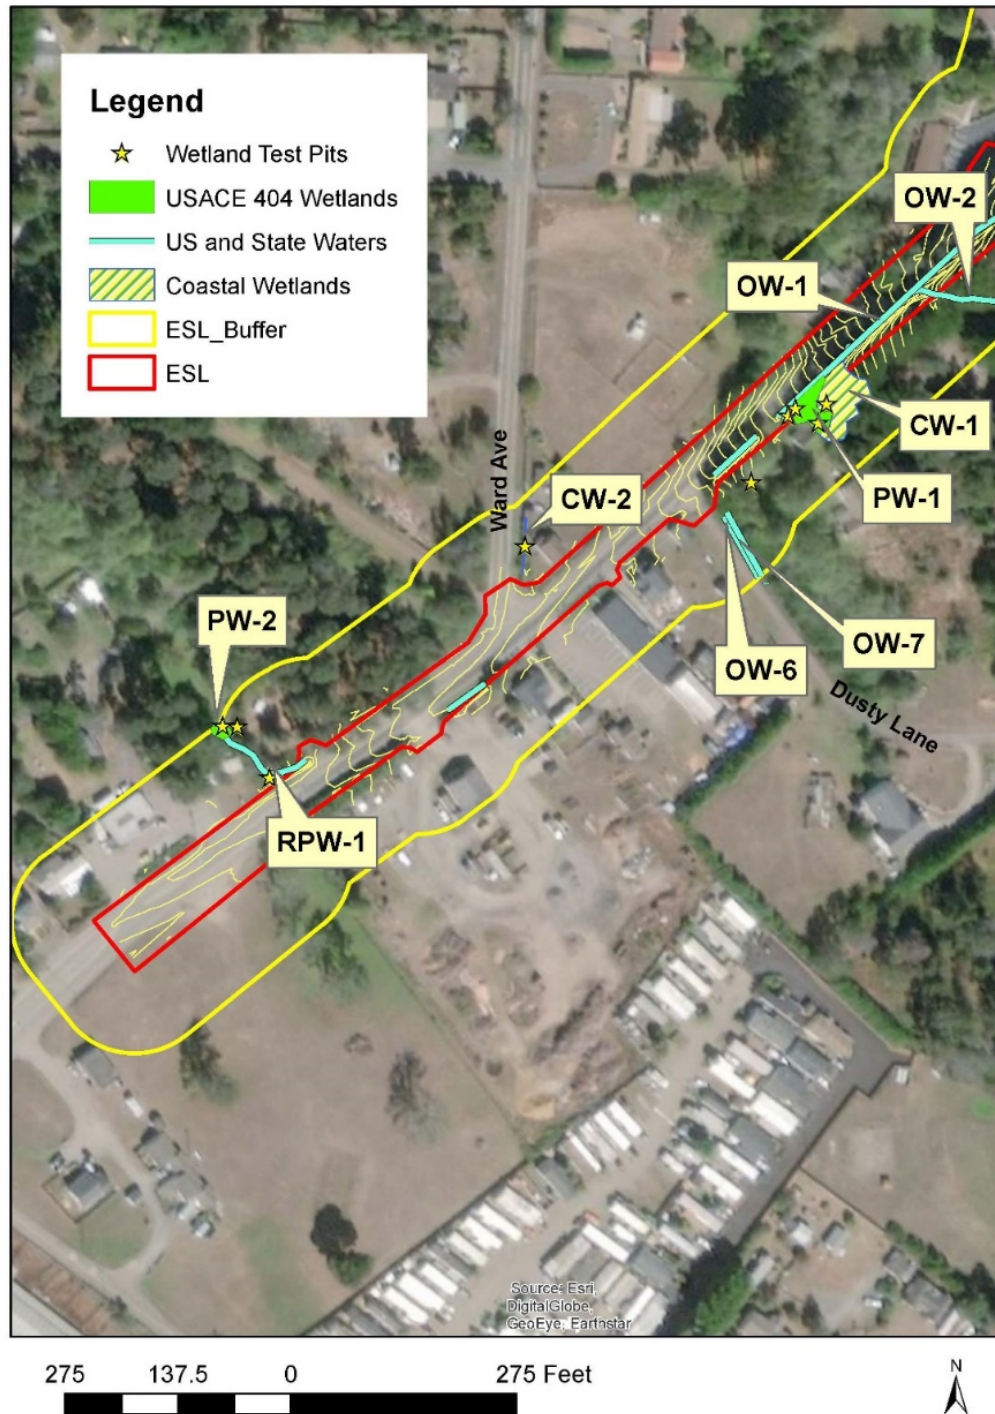 Legend
Wetland Test Pits
USACE 404 Wetlands
US and State Waters
Coastal Wetlands
ESL_Buffer
ESL
OW-2
OW-1
CW-1
Ward Ave
CW-2
PW-1
PW-2
OW-7
OW-6
Dusty Lane
RPW-1
Source: Esri,
DigitalGlobe,
GeoEye, Earthstar
275 137.5 0 275 Feet
N